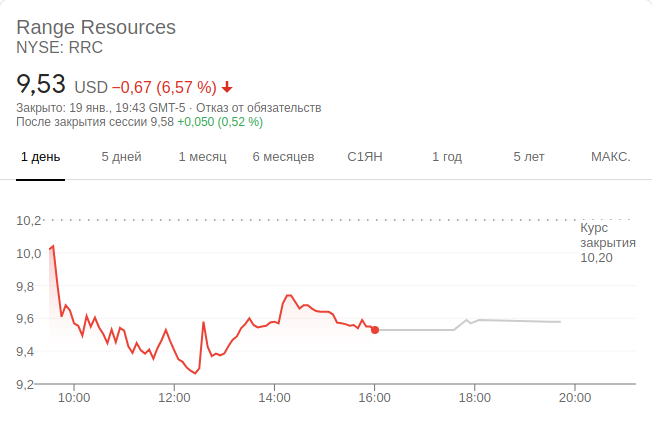 Range Resources
NYSE: RRC
9,53 USD −0,67 (6,57 %)
Закрыто: 19 янв., 19:43 GMT-5 · Отказ от обязательств
После закрытия сессии 9,58 +0,050 (0,52 %)
1 день 5 дней 1 месяц 6 месяцев С1ЯН 1 год 5 лет МАКС.
10,2
Курс
закрытия
10,20
10,0
9,8
9,6
9,4
9,2
10:00 12:00 14:00 16:00 18:00 20:00